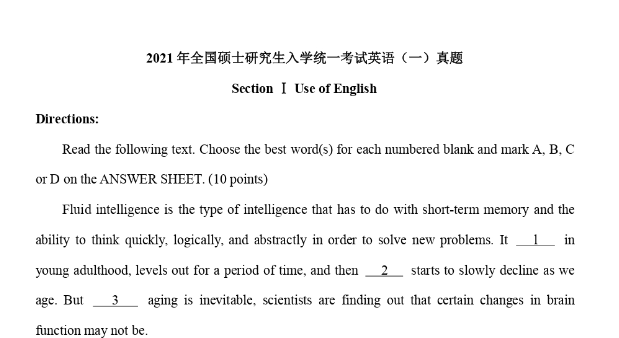 2021 年全国硕士研究生入学统一考试英语（一）真题
Section Ⅰ Use of English
Directions:
Read the following text. Choose the best word(s) for each numbered blank and mark A, B, C
or D on the ANSWER SHEET. (10 points)
Fluid intelligence is the type of intelligence that has to do with short-term memory and the
ability to think quickly, logically, and abstractly in order to solve new problems. It __1__ in
young adulthood, levels out for a period of time, and then __2__ starts to slowly decline as we
age. But __3__ aging is inevitable, scientists are finding out that certain changes in brain
function may not be.